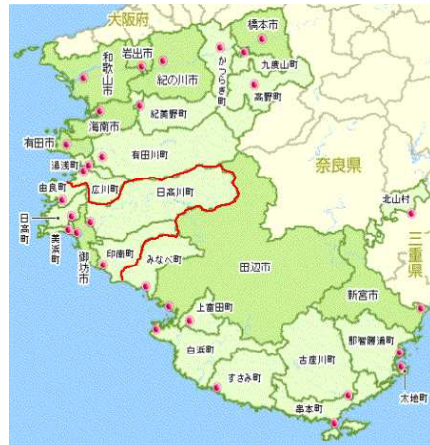 大阪府
橋本市
岩出市
和歌山市
かつらぎ町
九度山町
紀の川市
高野町
海南市
紀美野町
有田市
有田川町
湯浅町
奈良県
由良町
広川町
日高川町
北山村
日高町
美浜町
御坊市
印南町
みなべ町
田辺市
三重県
新宮市
上富田町
那智勝浦町
白浜町
古座川町
すさみ町
太地町
串本町